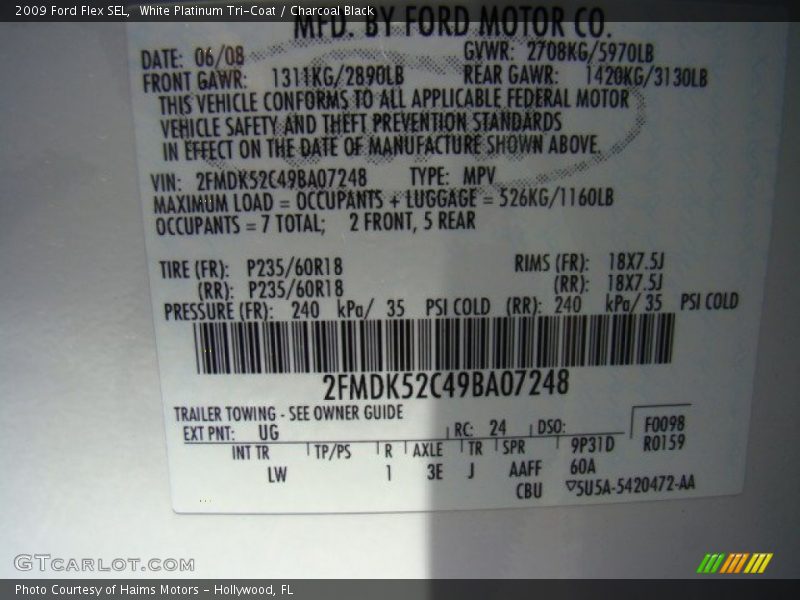 2009 Ford Flex SEL, White Platinum Tri-Coat / Charcoal Black
MFD. BY FORD MOTOR CO.
DATE: 06/08 GVWR: 2708KG/5970LB
FRONT GAWR: 1311KG/2890LB REAR GAWR: 1420KG/3130LB
THIS VEHICLE CONFORMS TO ALL APPLICABLE FEDERAL MOTOR
VEHICLE SAFETY AND THEFT PREVENTION STANDARDS
IN EFFECT ON THE DATE OF MANUFACTURE SHOWN ABOVE.
VIN: 2FMDK52C49BA07248 TYPE: MPV
MAXIMUM LOAD = OCCUPANTS + LUGGAGE = 526KG/1160LB
OCCUPANTS = 7 TOTAL; 2 FRONT, 5 REAR
TIRE (FR): P235/60R18 RIMS (FR): 18X7.5J
(RR): P235/60R18 (RR): 18X7.5J
PRESSURE (FR): 240 kPa/ 35 PSI COLD (RR): 240 kPa/ 35 PSI COLD
2FMDK52C49BA07248
TRAILER TOWING - SEE OWNER GUIDE
EXT PNT: UG RC: 24 DSO: F0098
R0159
INT TR TP/PS R AXLE TR SPR 9P31D
LW 1 3E J AAFF 60A
CBU ▽5U5A-5420472-AA
GTCARLOT.COM
Photo Courtesy of Haims Motors - Hollywood, FL